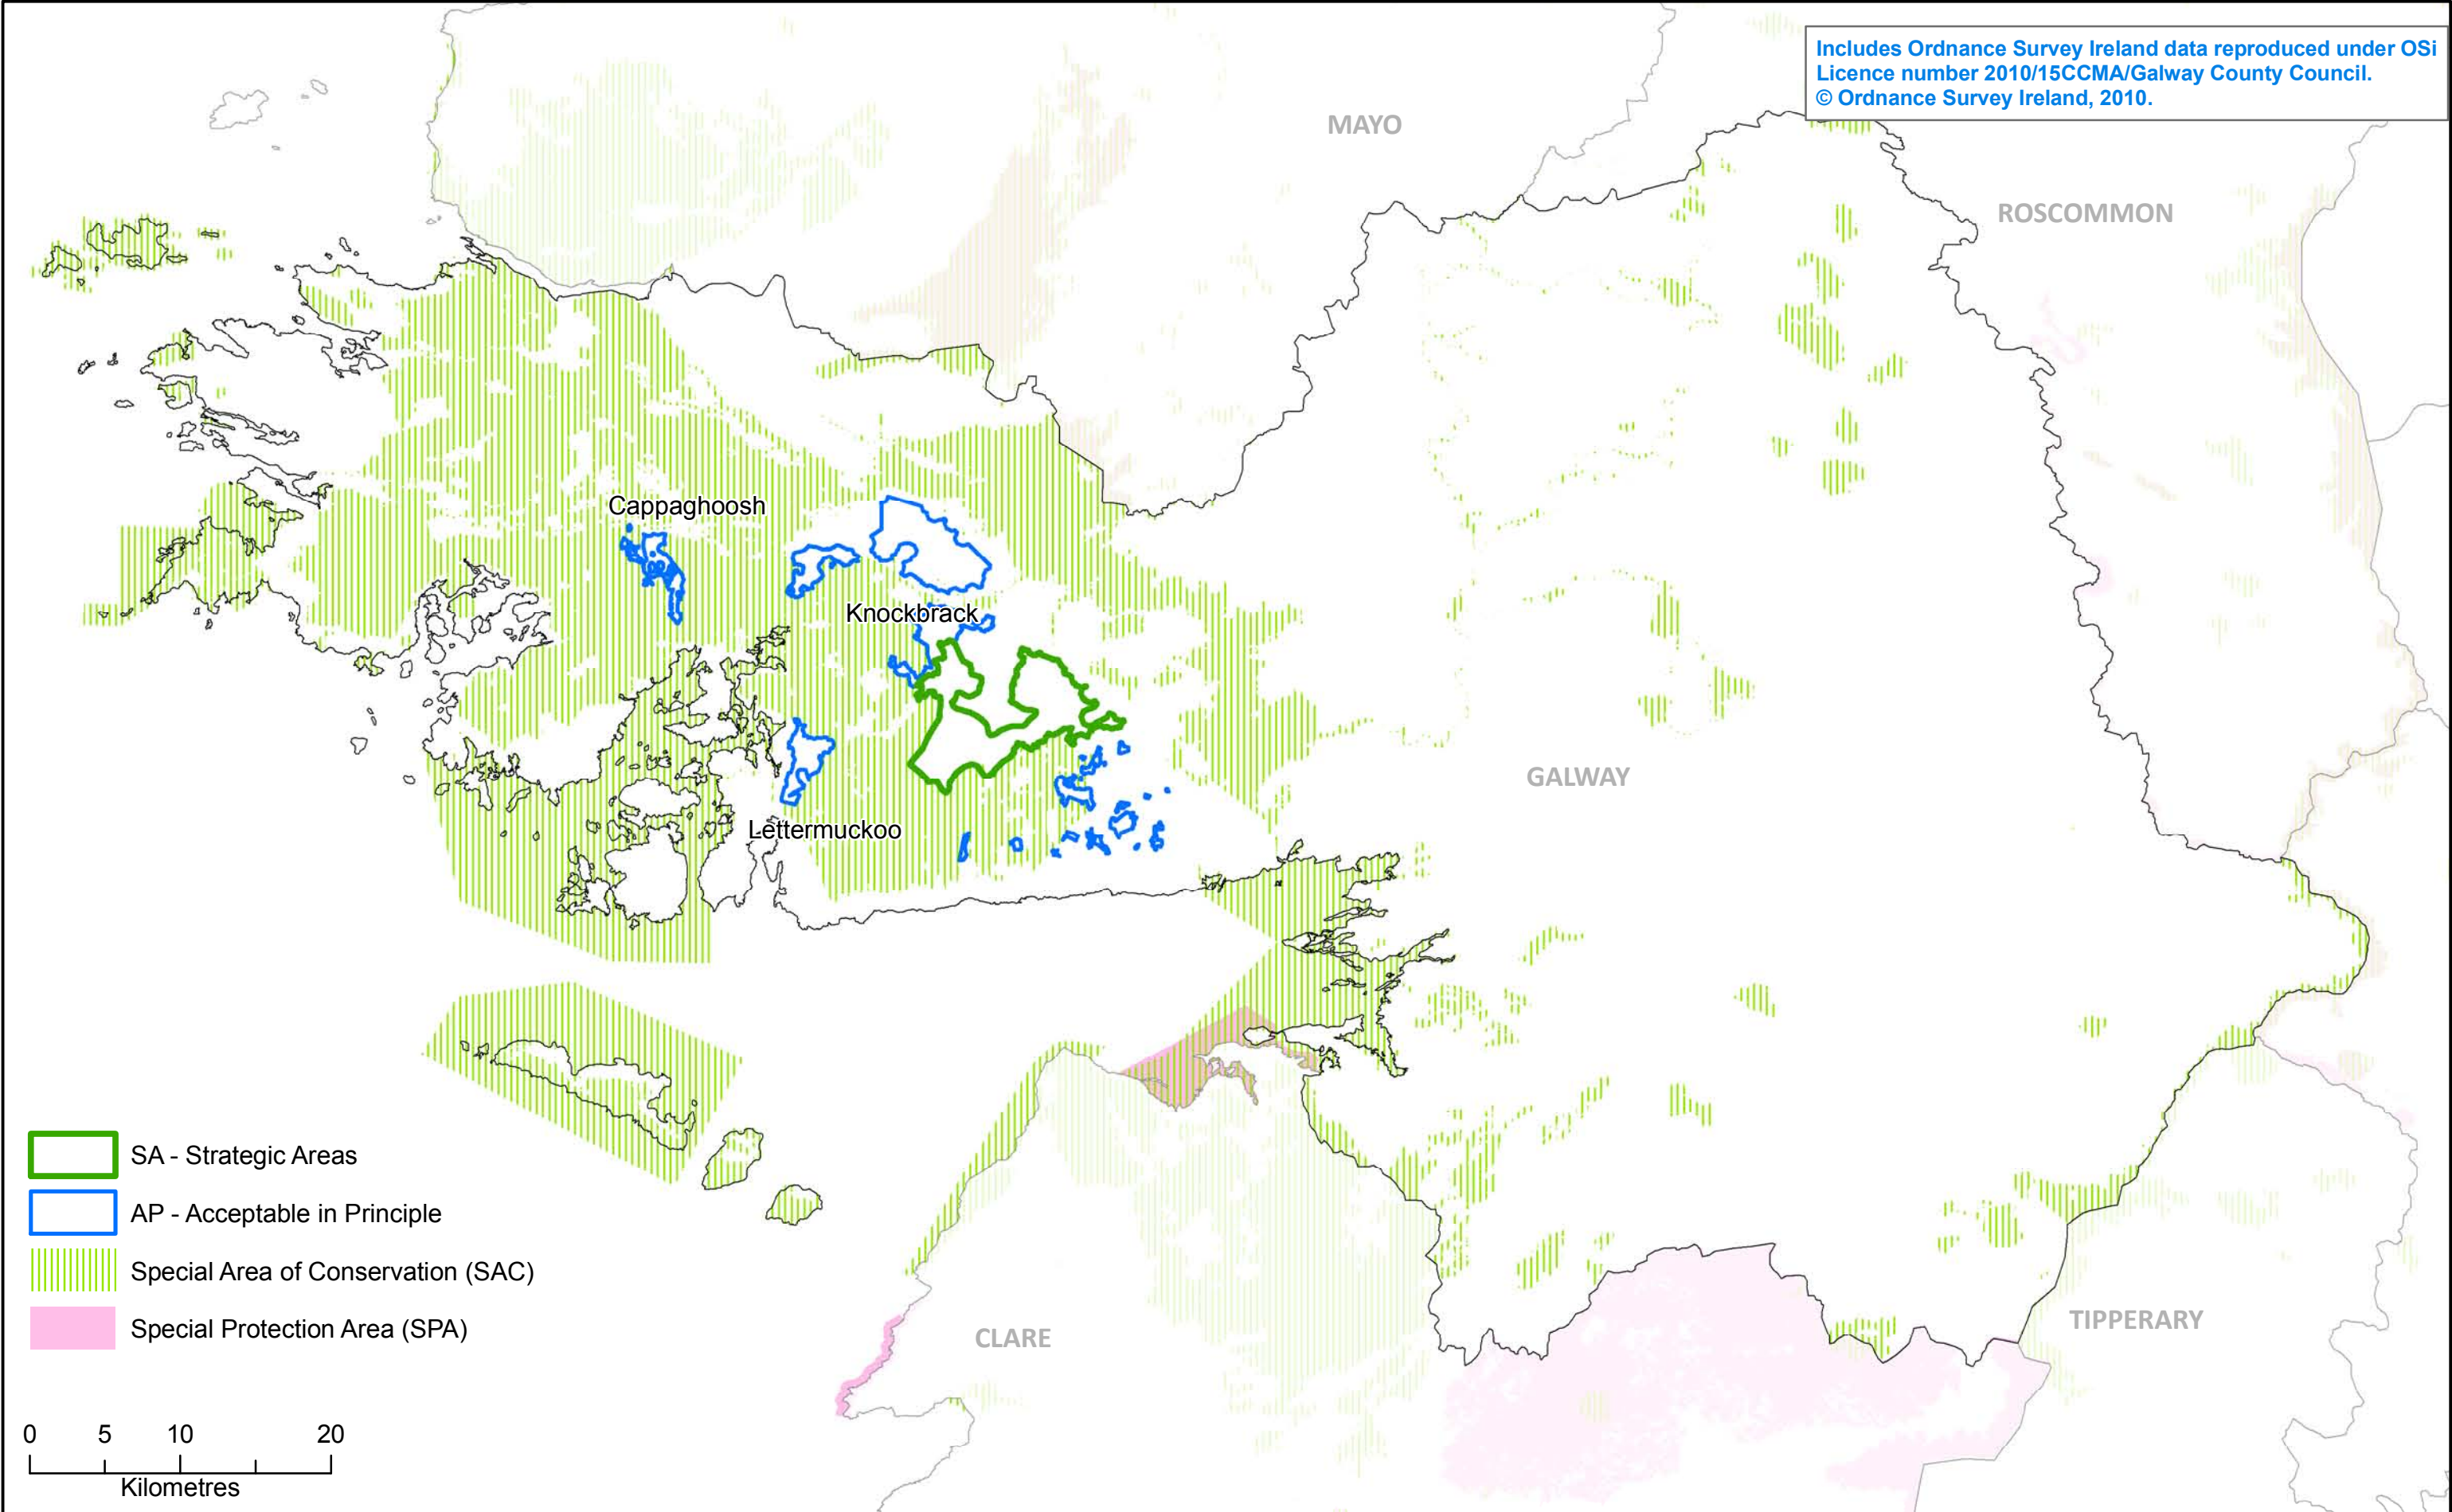 Includes Ordnance Survey Ireland data reproduced under OSi
Licence number 2010/15CCMA/Galway County Council.
© Ordnance Survey Ireland, 2010.
MAYO
ROSCOMMON
Cappaghoosh
Knockbrack
GALWAY
Lettermuckoo
SA - Strategic Areas
AP - Acceptable in Principle
Special Area of Conservation (SAC)
Special Protection Area (SPA)
TIPPERARY
CLARE
0 5 10 20
Kilometres